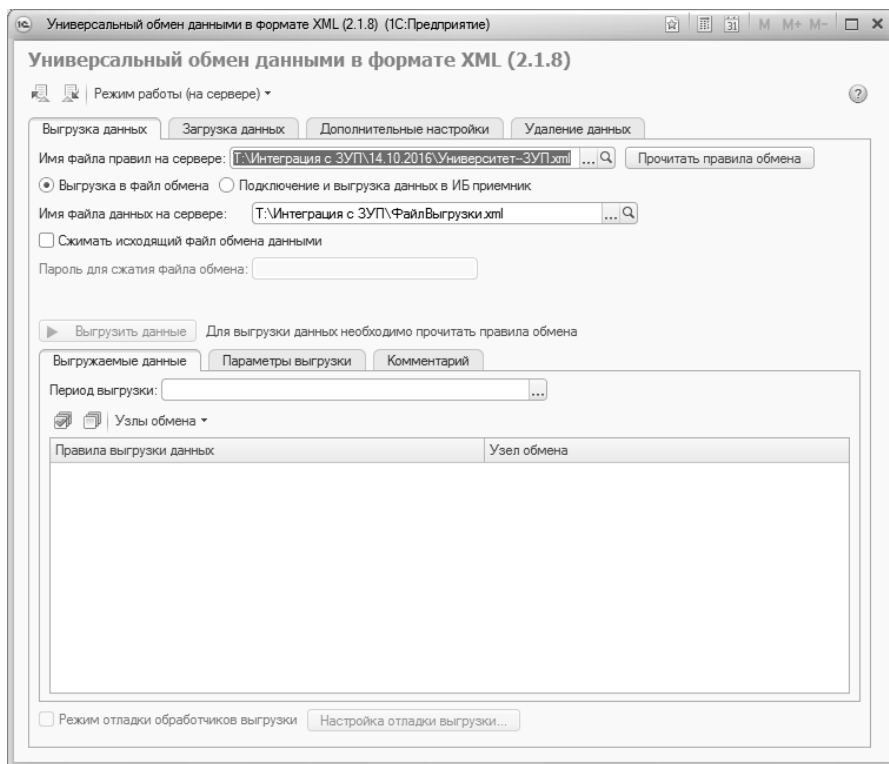 1С Универсальный обмен данными в формате XML (2.1.8) (1С:Предприятие) 31 M M+ M-
Универсальный обмен данными в формате XML (2.1.8)
Режим работы (на сервере) ?
Выгрузка данных Загрузка данных Дополнительные настройки Удаление данных
Имя файла правил на сервере: T:\Интеграция с ЗУП\14.10.2016\Университет--ЗУП.xml ... Прочитать правила обмена
Выгрузка в файл обмена Подключение и выгрузка данных в ИБ приемник
Имя файла данных на сервере: T:\Интеграция с ЗУП\ФайлВыгрузки.xml ...
Сжимать исходящий файл обмена данными
Пароль для сжатия файла обмена:
Выгрузить данные Для выгрузки данных необходимо прочитать правила обмена
Выгружаемые данные Параметры выгрузки Комментарий
Период выгрузки: ...
Узлы обмена
Правила выгрузки данных Узел обмена
Режим отладки обработчиков выгрузки Настройка отладки выгрузки...